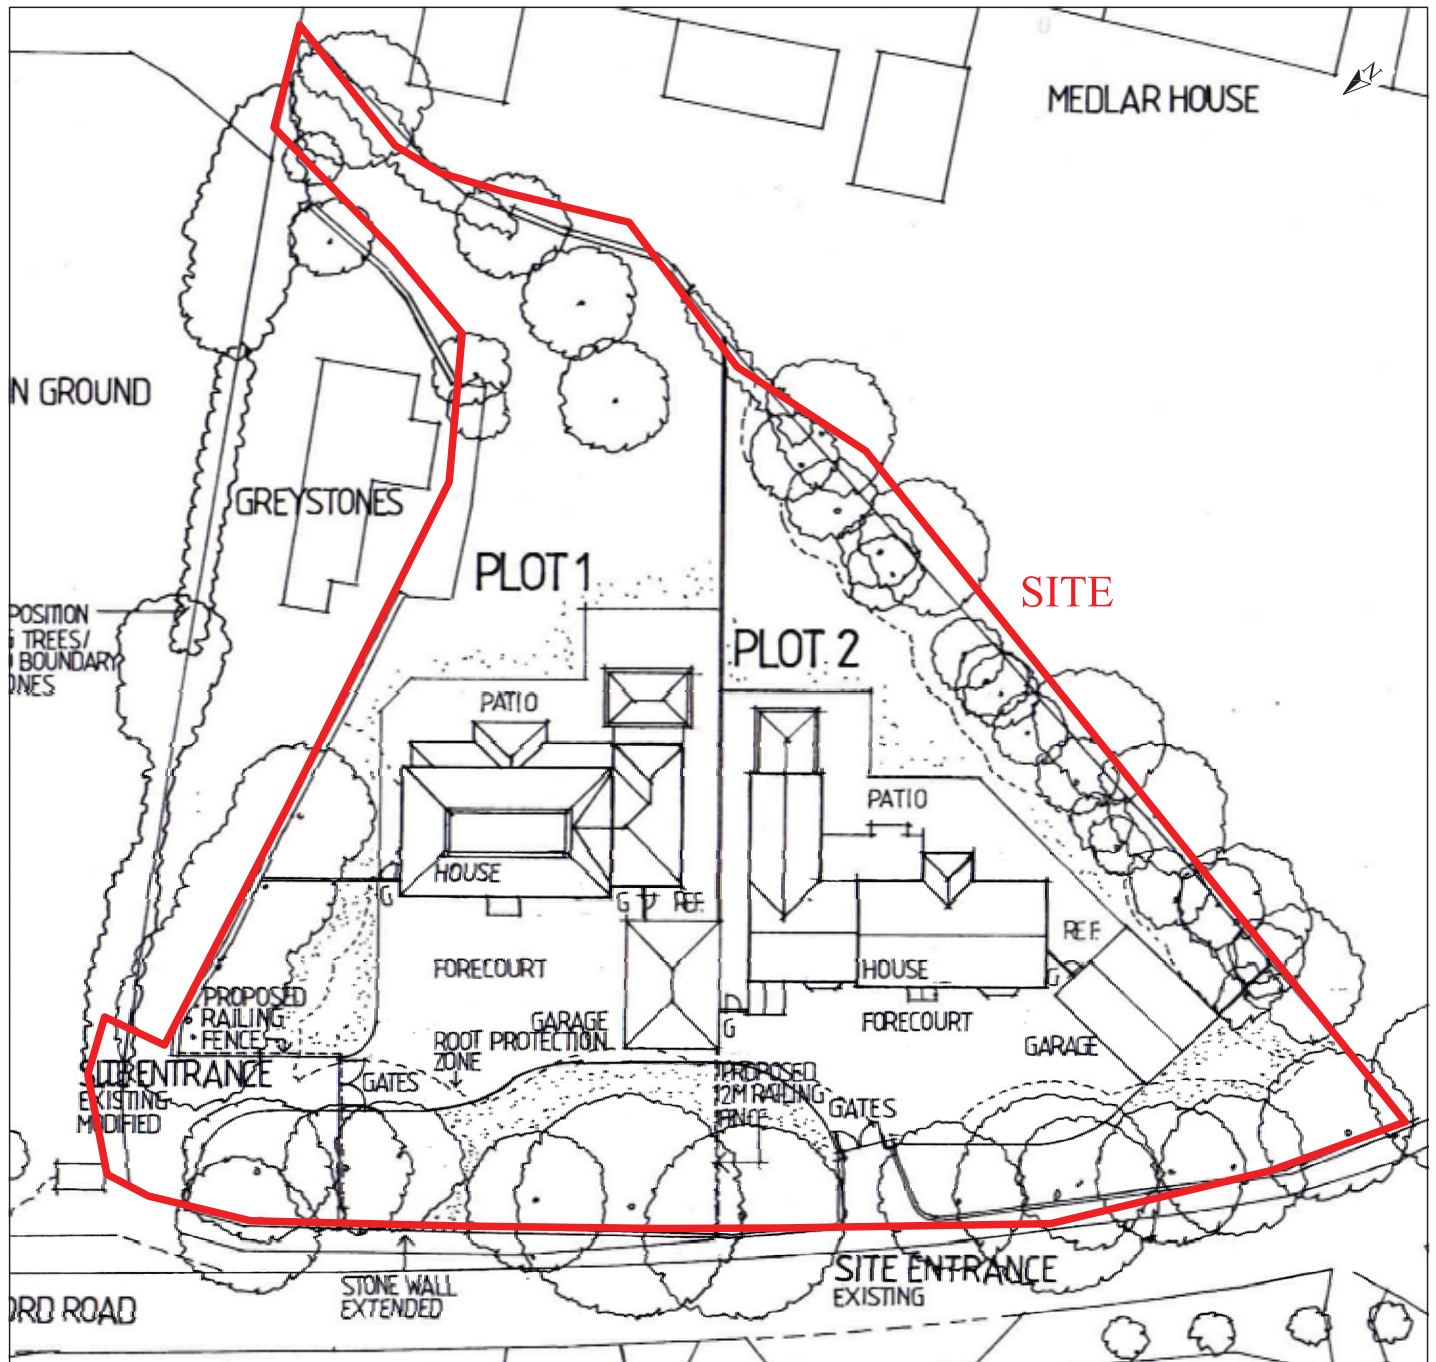 N
MEDLAR HOUSE
N GROUND
GREYSTONES
PLOT 1
SITE
POSITION
G TREES/
BOUNDARY
ONES
PLOT 2
PATIO
PATIO
HOUSE
G
G
REF.
REF.
FORECOURT
HOUSE
G
PROPOSED
RAILING
FENCE
GARAGE
G
FORECOURT
ROOT PROTECTION
ZONE
GARAGE
SITE ENTRANCE
EXISTING
MODIFIED
GATES
PROPOSED
1.2M RAILING
GATES
SITE ENTRANCE
EXISTING
STONE WALL
EXTENDED
ORD ROAD